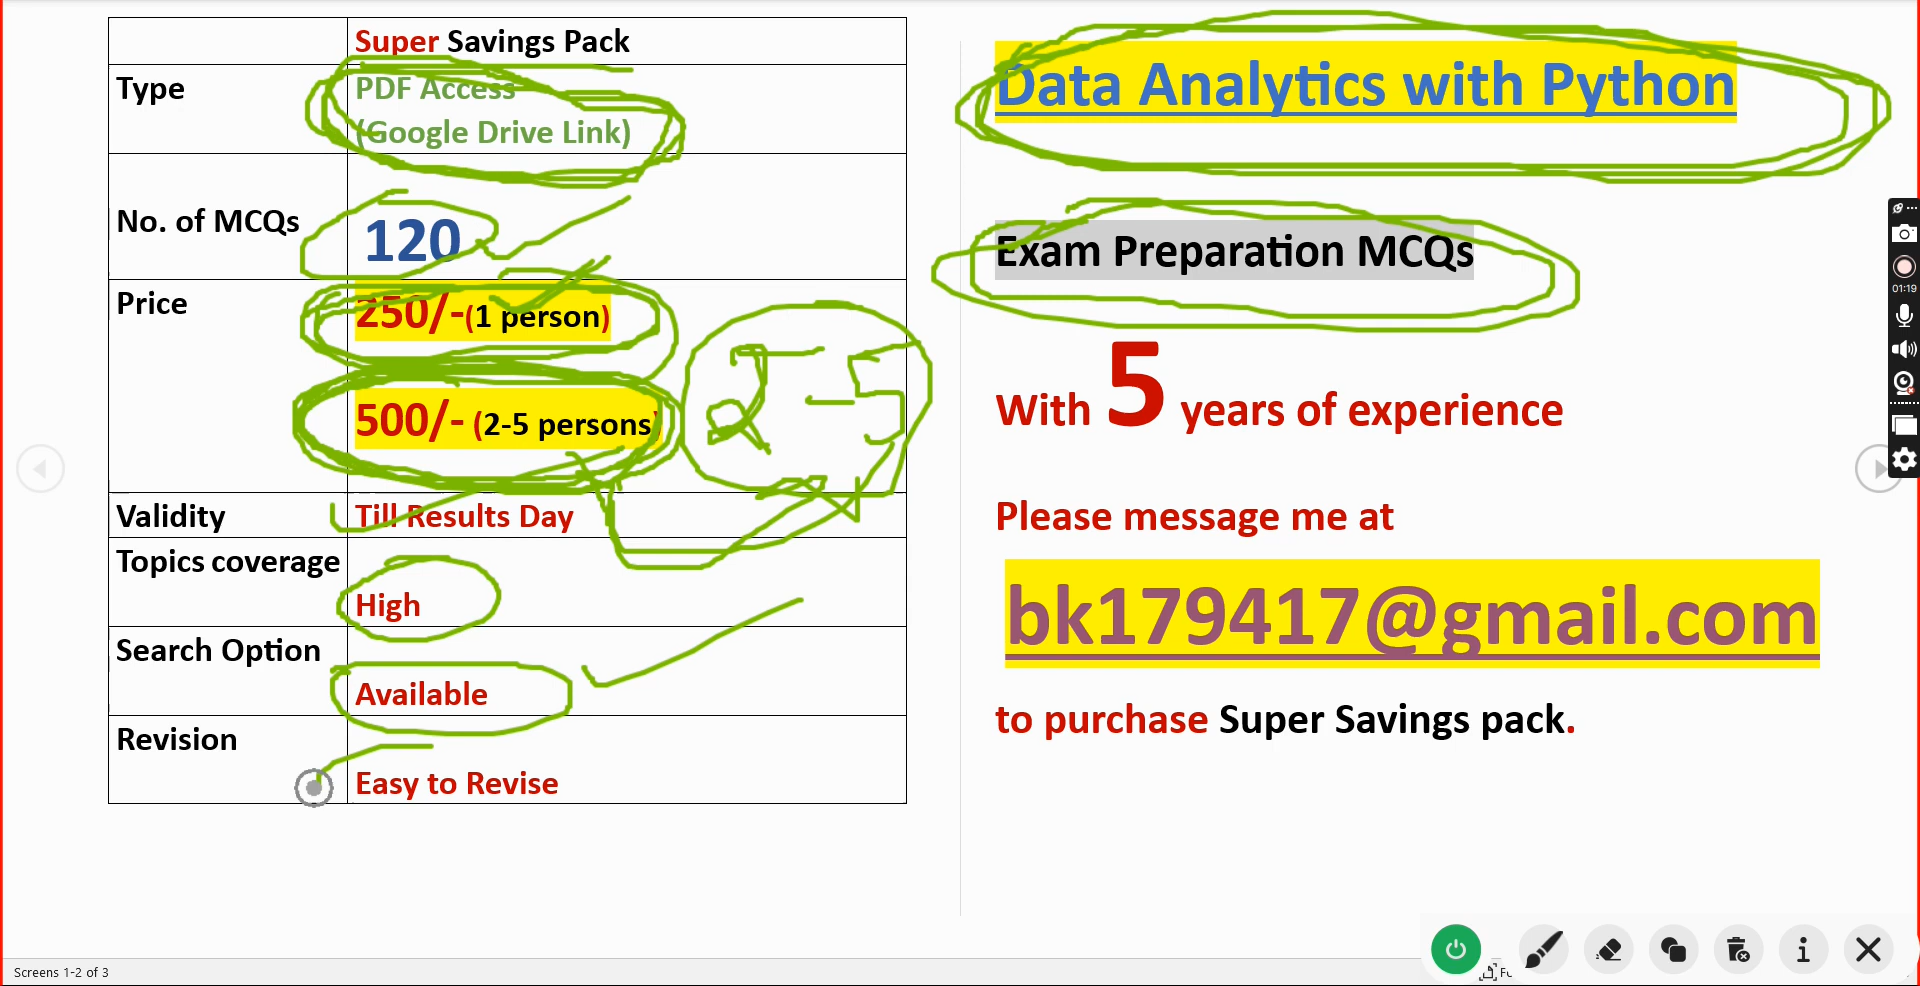 Super Savings Pack
Type
PDF Access
(Google Drive Link)
No. of MCQs
120
Price
250/-(1 person)
500/- (2-5 persons)
2-5
Validity
Till Results Day
Topics coverage
High
Search Option
Available
Revision
Easy to Revise
Data Analytics with Python
Exam Preparation MCQs
With 5 years of experience
Please message me at
bk179417@gmail.com
to purchase Super Savings pack.
01:19
Screens 1-2 of 3